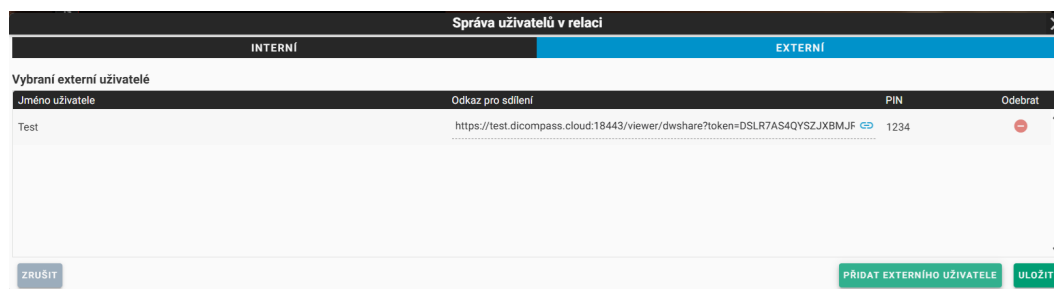 Správa uživatelů v relaci
INTERNÍ EXTERNÍ
Vybraní externí uživatelé
Jméno uživatele Odkaz pro sdílení PIN Odebrat
Test https://test.dicompass.cloud:18443/viewer/dwshare?token=DSLR7AS4QYSZJXBMJF 1234
ZRUŠIT PŘIDAT EXTERNÍHO UŽIVATELE ULOŽIT